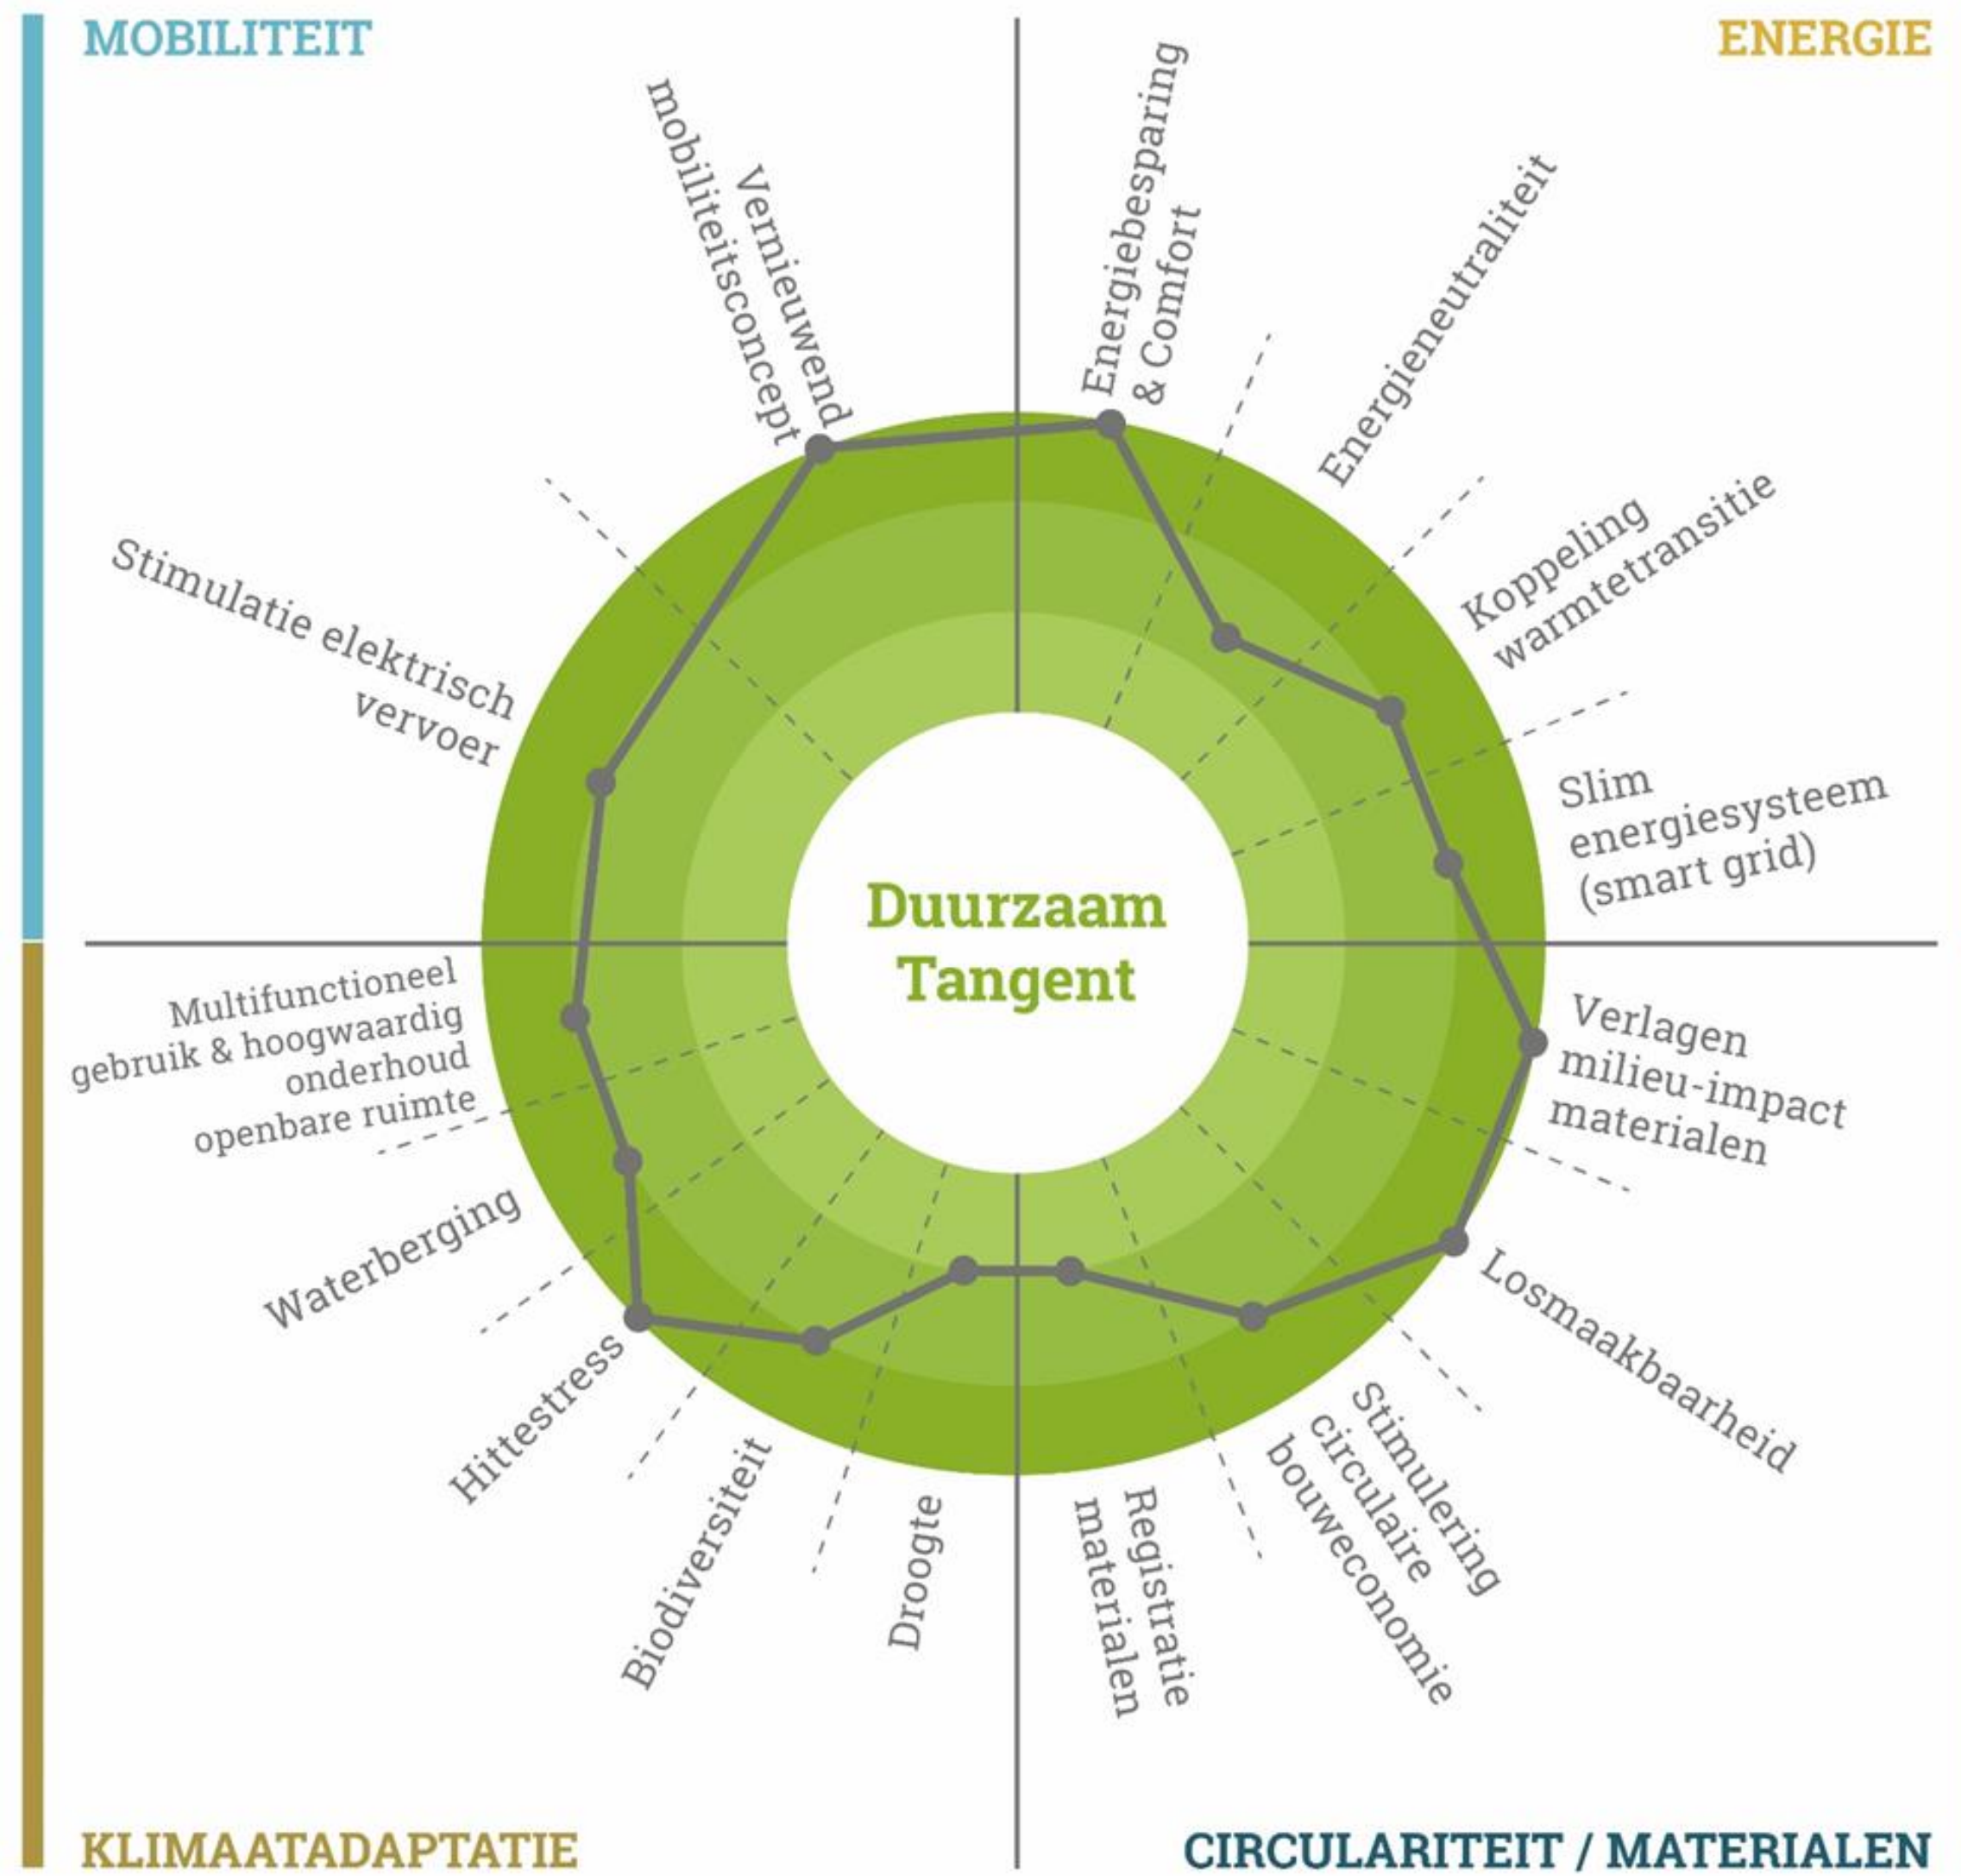 MOBILITEIT
ENERGIE
Vernieuwend
mobiliteitsconcept
Energiebesparing
& Comfort
Energieneutraliteit
Koppeling
warmtetransitie
Slim
energiesysteem
(smart grid)
Stimulatie elektrisch
vervoer
Duurzaam
Tangent
Multifunctioneel
gebruik & hoogwaardig
onderhoud
openbare ruimte
Waterberging
Hittestress
Biodiversiteit
Droogte
Verlagen
milieu-impact
materialen
Losmaakbaarheid
Stimulering
circulaire
bouweconomie
Registratie
materialen
KLIMAATADAPTATIE
CIRCULARITEIT / MATERIALEN